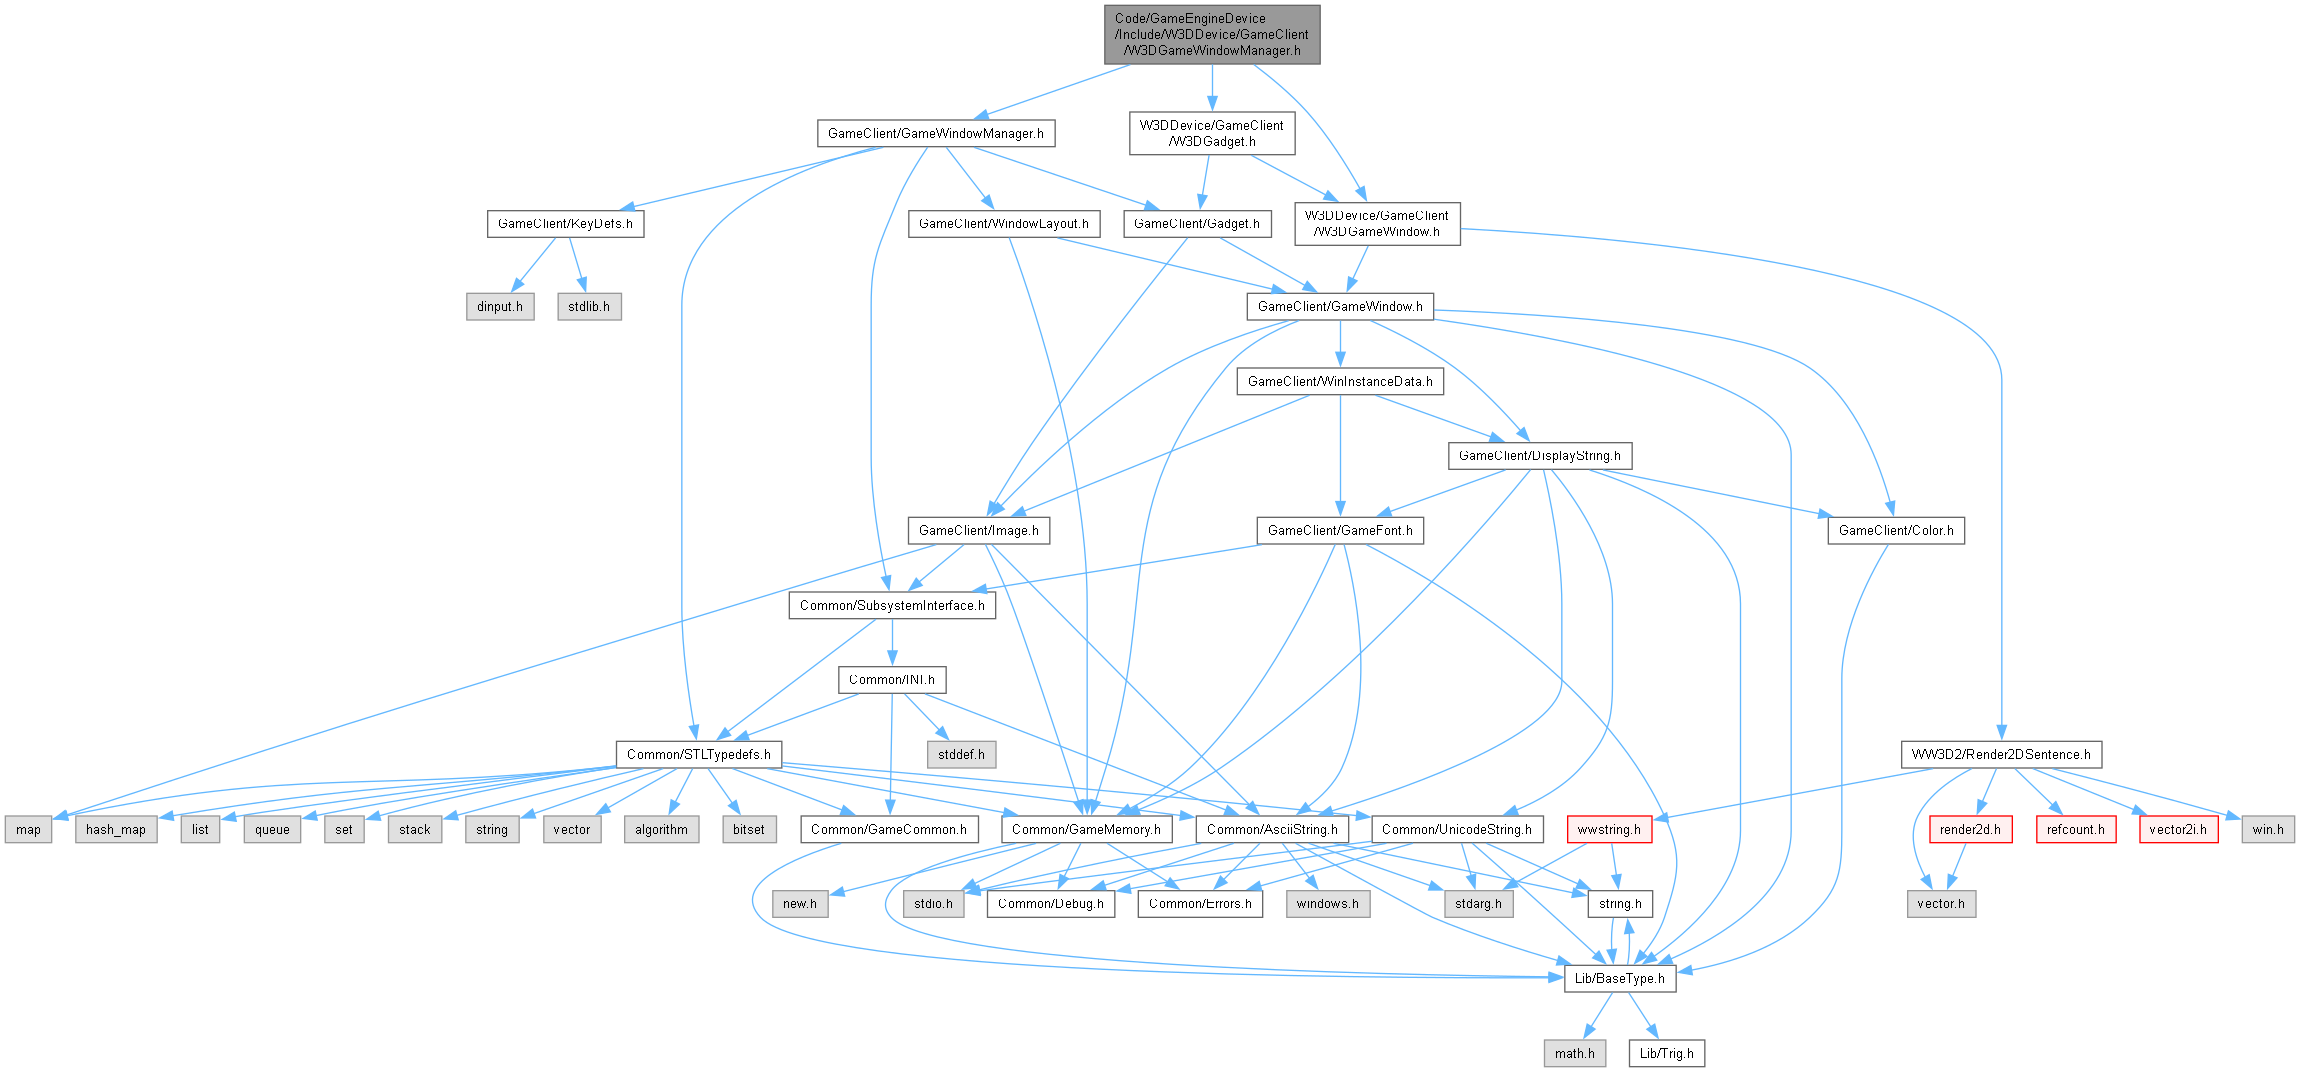 Code/GameEngineDevice
/Include/W3DDevice/GameClient
/W3DGameWindowManager.h
GameClient/GameWindowManager.h
W3DDevice/GameClient
/W3DGadget.h
GameClient/KeyDefs.h
GameClient/WindowLayout.h
GameClient/Gadget.h
W3DDevice/GameClient
/W3DGameWindow.h
dinput.h
stdlib.h
GameClient/GameWindow.h
GameClient/WinInstanceData.h
GameClient/DisplayString.h
GameClient/Image.h
GameClient/GameFont.h
GameClient/Color.h
Common/SubsystemInterface.h
Common/INI.h
Common/STLTypedefs.h
stddef.h
WW3D2/Render2DSentence.h
map
hash_map
list
queue
set
stack
string
vector
algorithm
bitset
Common/GameCommon.h
Common/GameMemory.h
Common/AsciiString.h
Common/UnicodeString.h
wwstring.h
render2d.h
refcount.h
vector2i.h
win.h
new.h
stdio.h
Common/Debug.h
Common/Errors.h
windows.h
stdarg.h
string.h
vector.h
Lib/BaseType.h
math.h
Lib/Trig.h